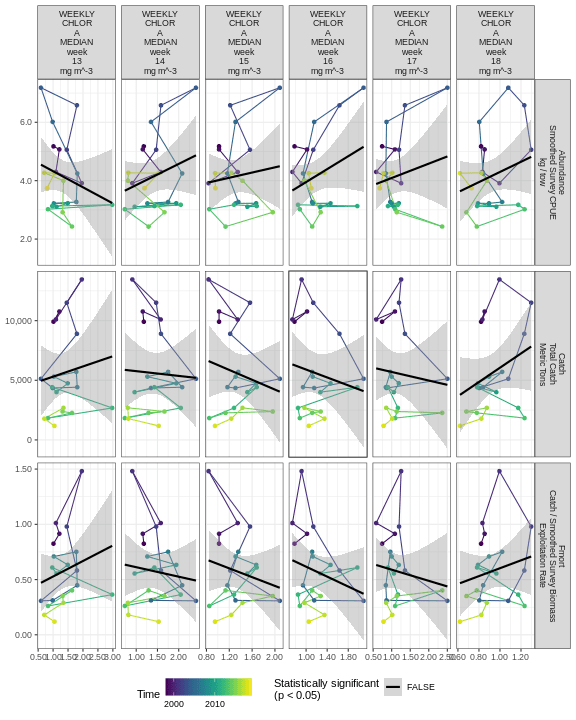 WEEKLY
CHLOR
A
MEDIAN
week
13
mg m^-3
WEEKLY
CHLOR
A
MEDIAN
week
14
mg m^-3
WEEKLY
CHLOR
A
MEDIAN
week
15
mg m^-3
WEEKLY
CHLOR
A
MEDIAN
week
16
mg m^-3
WEEKLY
CHLOR
A
MEDIAN
week
17
mg m^-3
WEEKLY
CHLOR
A
MEDIAN
week
18
mg m^-3
6.0
4.0
2.0
Abundance
Smoothed Survey CPUE
kg / tow
10,000
5,000
0
Catch
Total Catch
Metric Tons
1.50
1.00
0.50
0.00
Fmort
Catch / Smoothed Survey Biomass
Exploitation Rate
0.50 1.00 1.50 2.00 2.50 3.00
1.00 1.50 2.00
0.80 1.20 1.60 2.00
1.00 1.40 1.80
0.50 1.00 1.50 2.00 2.50
0.60 0.80 1.00 1.20
Time
2000 2010
Statistically significant
(p < 0.05)
FALSE